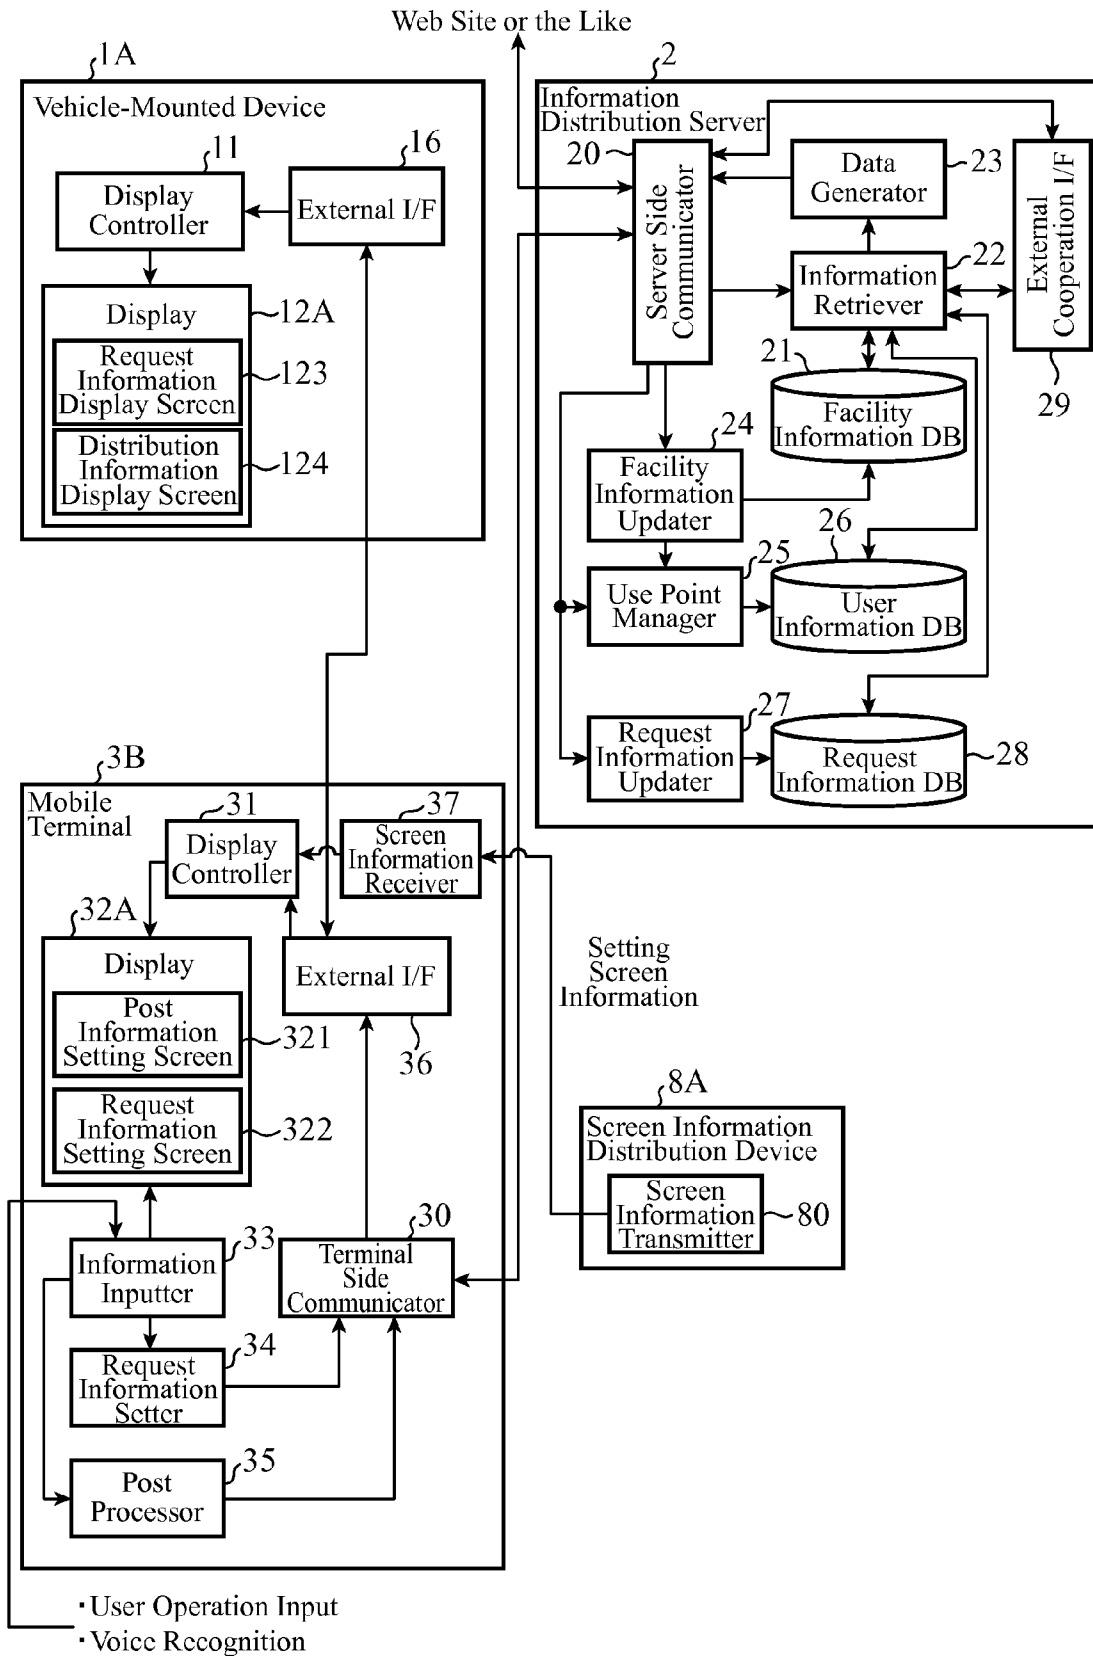 Web Site or the Like
1A
Vehicle-Mounted Device
11
Display
Controller
16
External I/F
Display
12A
Request
Information
Display Screen
123
Distribution
Information
Display Screen
124
2
Information
Distribution Server
20
Server Side
Communicator
Data
Generator
23
External
Cooperation I/F
29
Information
Retriever
22
21
Facility
Information DB
24
Facility
Information
Updater
25
Use Point
Manager
26
User
Information DB
27
Request
Information
Updater
Request
Information DB
28
3B
Mobile
Terminal
31
Display
Controller
37
Screen
Information
Receiver
32A
Display
Post
Information
Setting Screen
321
Request
Information
Setting Screen
322
External I/F
36
Setting
Screen
Information
8A
Screen Information
Distribution Device
Screen
Information
Transmitter
80
Information
Inputter
33
30
Terminal
Side
Communicator
Request
Information
Setter
34
Post
Processor
35
・User Operation Input
・Voice Recognition